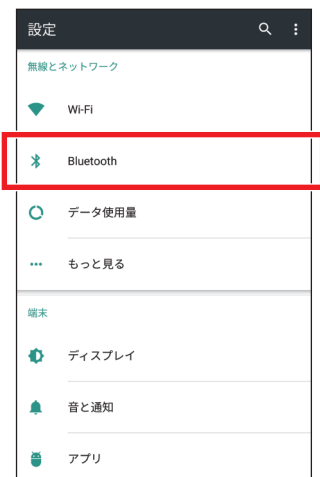 設定
無線とネットワーク
Wi-Fi
Bluetooth
データ使用量
もっと見る
端末
ディスプレイ
音と通知
アプリ